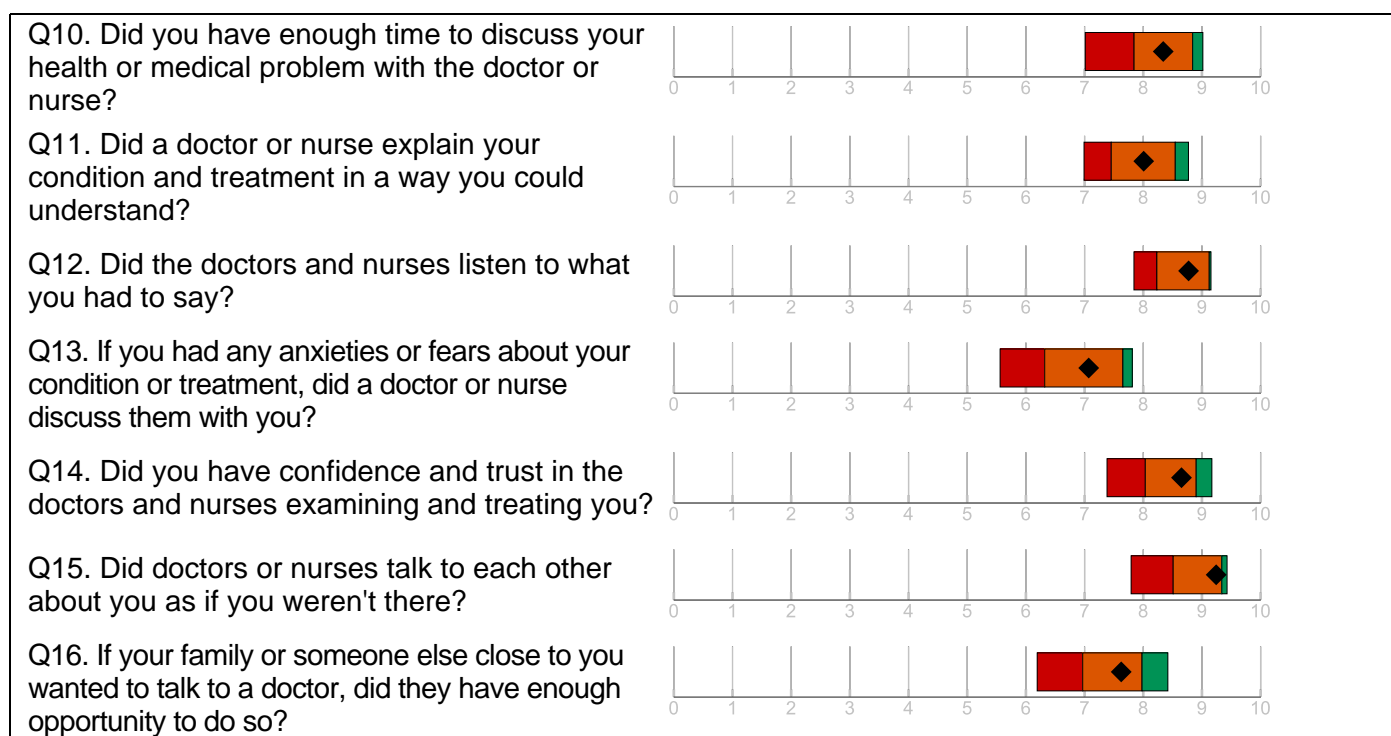 Q10. Did you have enough time to discuss your
health or medical problem with the doctor or
nurse?
0 1 2 3 4 5 6 7 8 9 10
Q11. Did a doctor or nurse explain your
condition and treatment in a way you could
understand?
0 1 2 3 4 5 6 7 8 9 10
Q12. Did the doctors and nurses listen to what
you had to say?
0 1 2 3 4 5 6 7 8 9 10
Q13. If you had any anxieties or fears about your
condition or treatment, did a doctor or nurse
discuss them with you?
0 1 2 3 4 5 6 7 8 9 10
Q14. Did you have confidence and trust in the
doctors and nurses examining and treating you?
0 1 2 3 4 5 6 7 8 9 10
Q15. Did doctors or nurses talk to each other
about you as if you weren't there?
0 1 2 3 4 5 6 7 8 9 10
Q16. If your family or someone else close to you
wanted to talk to a doctor, did they have enough
opportunity to do so?
0 1 2 3 4 5 6 7 8 9 10